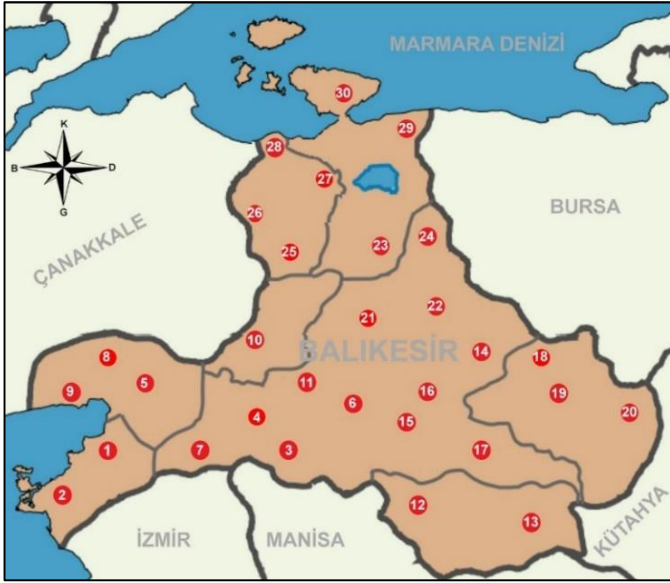 MARMARA DENİZİ
30
29
K
28
B
D
27
G
26
BURSA
ÇANAKKALE
25
23
24
21
22
10
BALIKESİR
14
8
18
9
5
11
6
16
19
20
4
15
1
7
3
17
2
12
13
İZMİR
MANİSA
KÜTAHYA